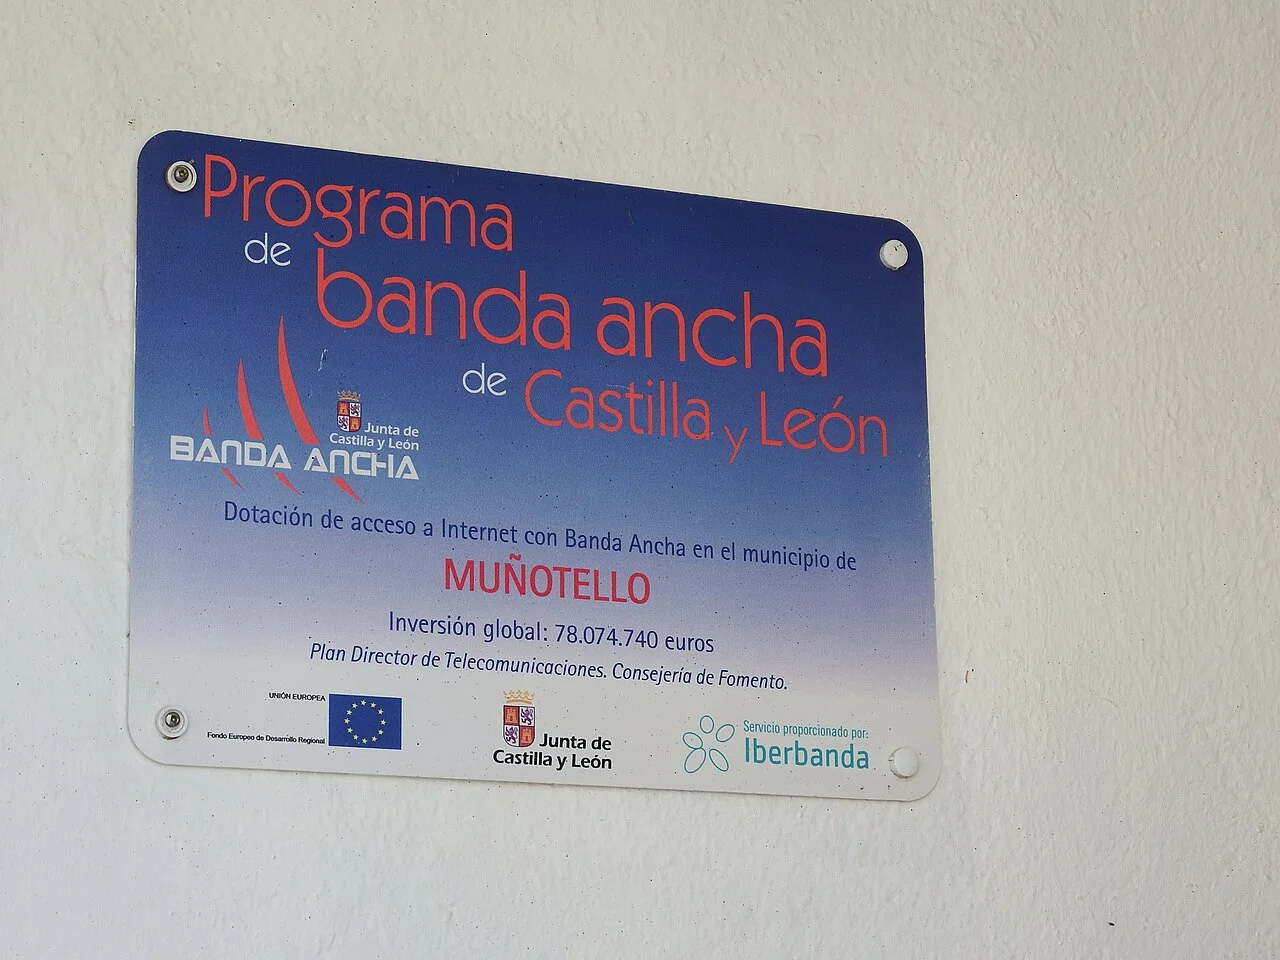 Programa
de banda ancha
de Castilla y León
Junta de
Castilla y León
BANDA ANCHA
Dotación de acceso a Internet con Banda Ancha en el municipio de
MUÑOTELLO
Inversión global: 78.074.740 euros
Plan Director de Telecomunicaciones. Consejería de Fomento.
UNIÓN EUROPEA
Fondo Europeo de Desarrollo Regional
Junta de
Castilla y León
Servicio proporcionado por:
Iberbanda